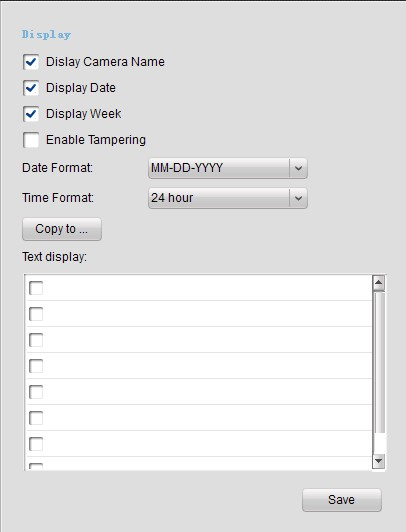 Display
Dislay Camera Name
Display Date
Display Week
Enable Tampering
Date Format: MM-DD-YYYY
Time Format: 24 hour
Copy to ...
Text display:
Save